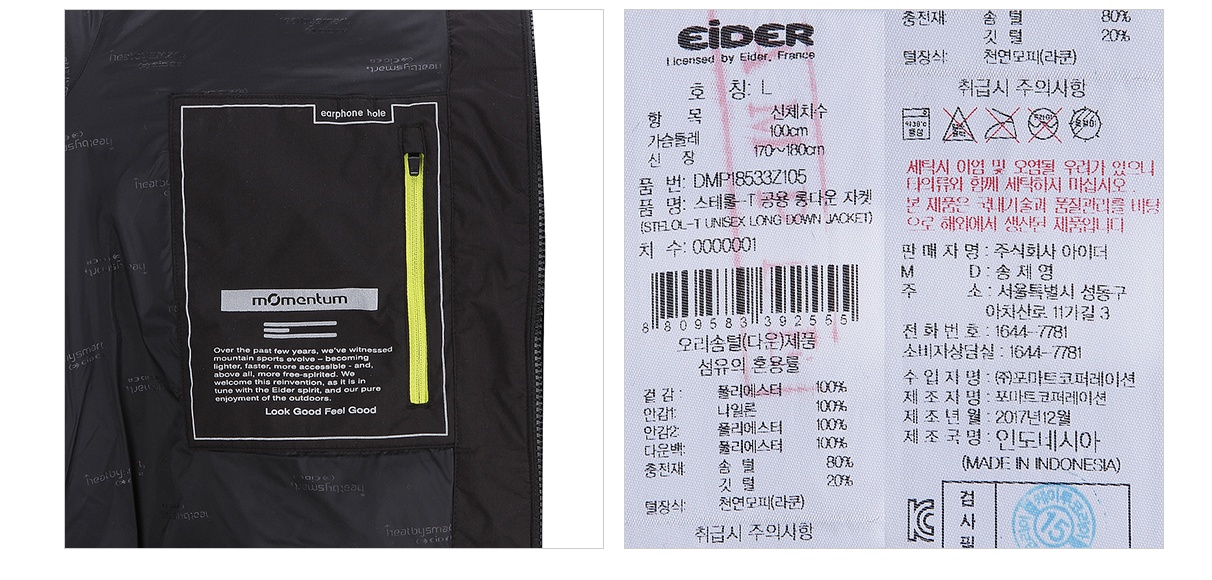 earphone hole
mOmentum
Over the past few years, we've witnessed
mountain sports evolve – becoming
lighter, faster, more accessible - and,
above all, more free-spirited. We
welcome this reinvention, as it is in
tune with the Eider spirit, and our pure
enjoyment of the outdoors.
Look Good Feel Good
heatbysmart
EiDER
Licensed by Eider, France
호 칭: L
항 목 신체치수
가슴둘레 100cm
신 장 170~180cm
품 번: DMP18533Z105
품 명: 스테롤-T 공용 롱다운 자켓
(STELOL-T UNISEX LONG DOWN JACKET)
치 수: 0000001
8 809583 392565
오리솜털(다운)제품
섬유의 혼용률
겉감: 폴리에스터 100%
안감1: 나일론 100%
안감2: 폴리에스터 100%
다운백: 폴리에스터 100%
충전재: 솜 털 80%
깃 털 20%
털장식: 천연모피(라쿤)
취급시 주의사항
충전재: 솜 털 80%
깃 털 20%
털장식: 천연모피(라쿤)
취급시 주의사항
세탁시 이염 및 오염될 우려가 있으니
타의류와 함께 세탁하지 마십시오.
본 제품은 국내기술과 품질관리를 바탕
으로 해외에서 생산된 제품입니다
판 매 자 명 : 주식회사 아이더
M D : 송 제 영
주 소 : 서울특별시 성동구
아차산로 11가길 3
전 화 번 호 : 1644-7781
소비자상담실 : 1644-7781
수 입 자 명 : (주)포마트코퍼레이션
제 조 자 명 : 포마트코퍼레이션
제 조 년 월 : 2017년12월
제 조 국 명 : 인도네시아
(MADE IN INDONESIA)
검
사
필
15